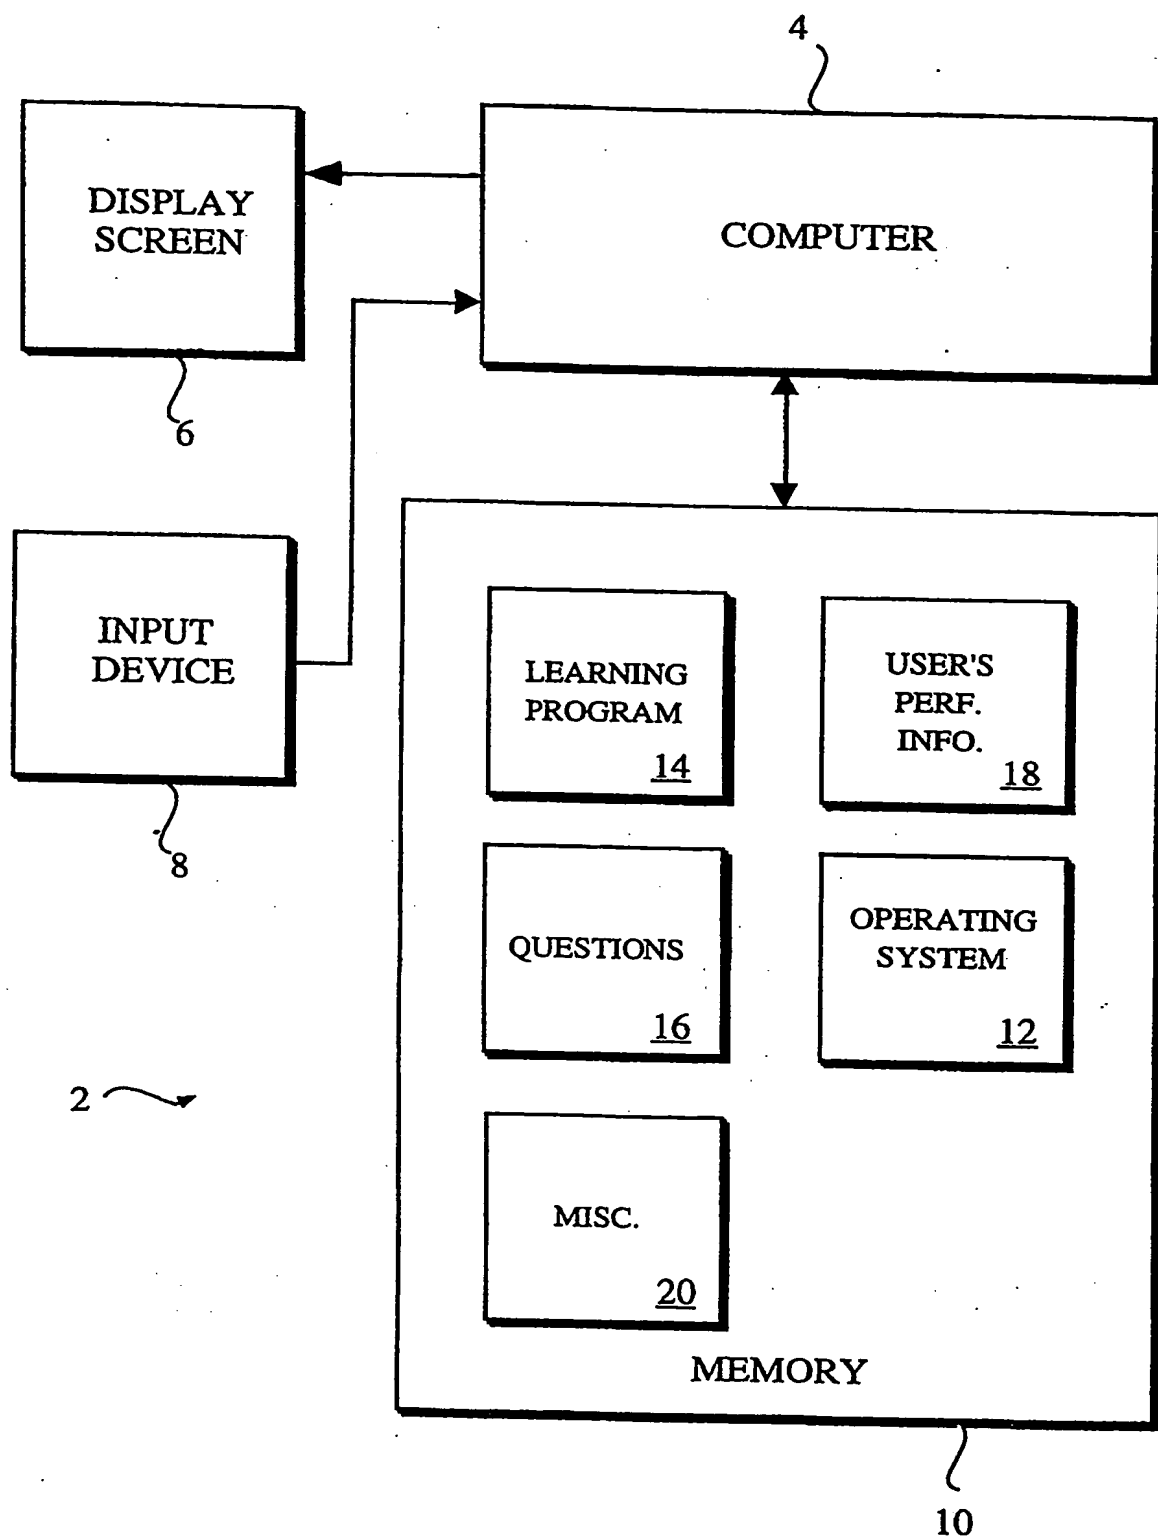 4
DISPLAY
SCREEN
COMPUTER
6
INPUT
DEVICE
8
LEARNING
PROGRAM
14
USER'S
PERF.
INFO.
18
QUESTIONS
16
OPERATING
SYSTEM
12
2
MISC.
20
MEMORY
10